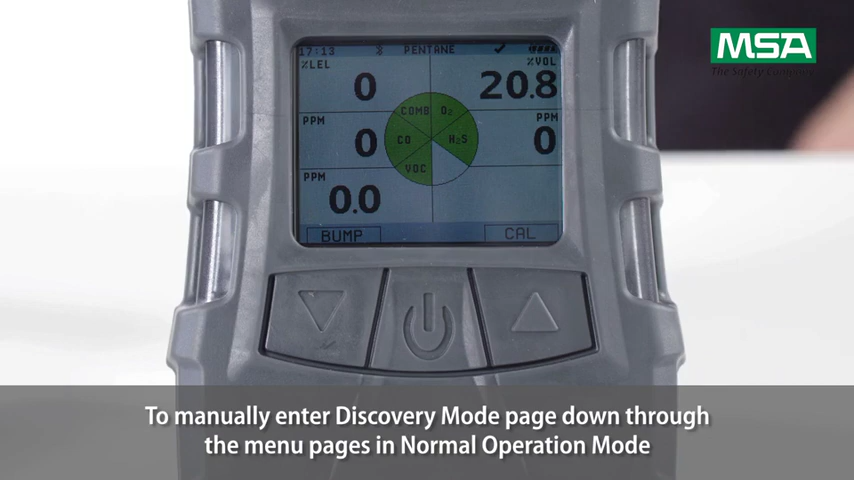 17:13 PENTANE
%LEL %VOL
0 20.8
COMB O₂
PPM PPM
0 CO H₂S 0
VOC
PPM
0.0
BUMP CAL
MSA
The Safety Company
To manually enter Discovery Mode page down through
the menu pages in Normal Operation Mode